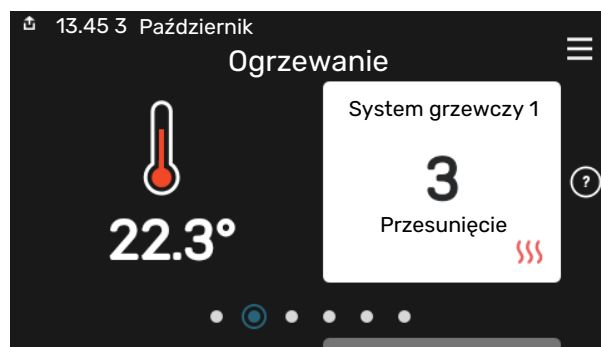 13.45 3 Październik
Ogrzewanie
System grzewczy 1
3
Przesunięcie
22.3°
?